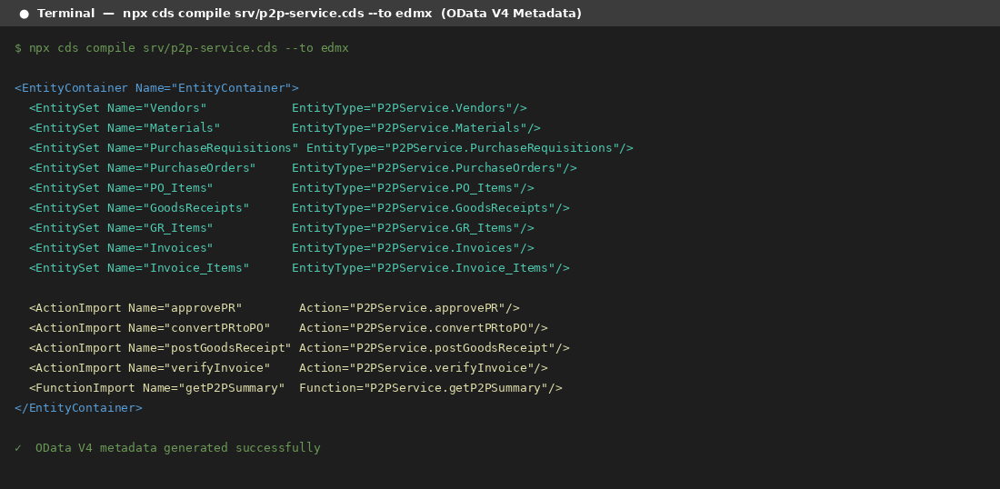 ● Terminal — npx cds compile srv/p2p-service.cds --to edmx (OData V4 Metadata)
$ npx cds compile srv/p2p-service.cds --to edmx
<EntityContainer Name="EntityContainer">
<EntitySet Name="Vendors" EntityType="P2PService.Vendors"/>
<EntitySet Name="Materials" EntityType="P2PService.Materials"/>
<EntitySet Name="PurchaseRequisitions" EntityType="P2PService.PurchaseRequisitions"/>
<EntitySet Name="PurchaseOrders" EntityType="P2PService.PurchaseOrders"/>
<EntitySet Name="PO_Items" EntityType="P2PService.PO_Items"/>
<EntitySet Name="GoodsReceipts" EntityType="P2PService.GoodsReceipts"/>
<EntitySet Name="GR_Items" EntityType="P2PService.GR_Items"/>
<EntitySet Name="Invoices" EntityType="P2PService.Invoices"/>
<EntitySet Name="Invoice_Items" EntityType="P2PService.Invoice_Items"/>
<ActionImport Name="approvePR" Action="P2PService.approvePR"/>
<ActionImport Name="convertPRtoPO" Action="P2PService.convertPRtoPO"/>
<ActionImport Name="postGoodsReceipt" Action="P2PService.postGoodsReceipt"/>
<ActionImport Name="verifyInvoice" Action="P2PService.verifyInvoice"/>
<FunctionImport Name="getP2PSummary" Function="P2PService.getP2PSummary"/>
</EntityContainer>
✓ OData V4 metadata generated successfully